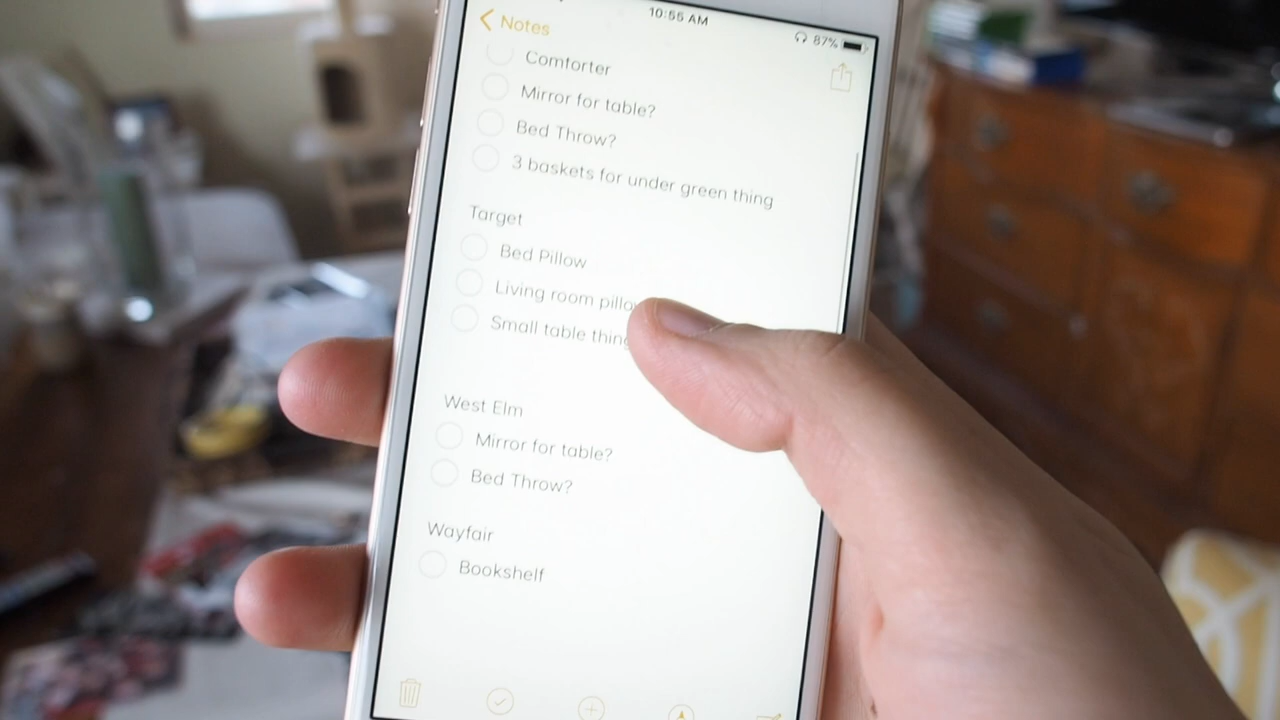 10:55 AM
Notes
87%
Comforter
Mirror for table?
Bed Throw?
3 baskets for under green thing
Target
Bed Pillow
Living room
Small table
West Elm
Mirror for table?
Bed Throw?
Wayfair
Bookshelf